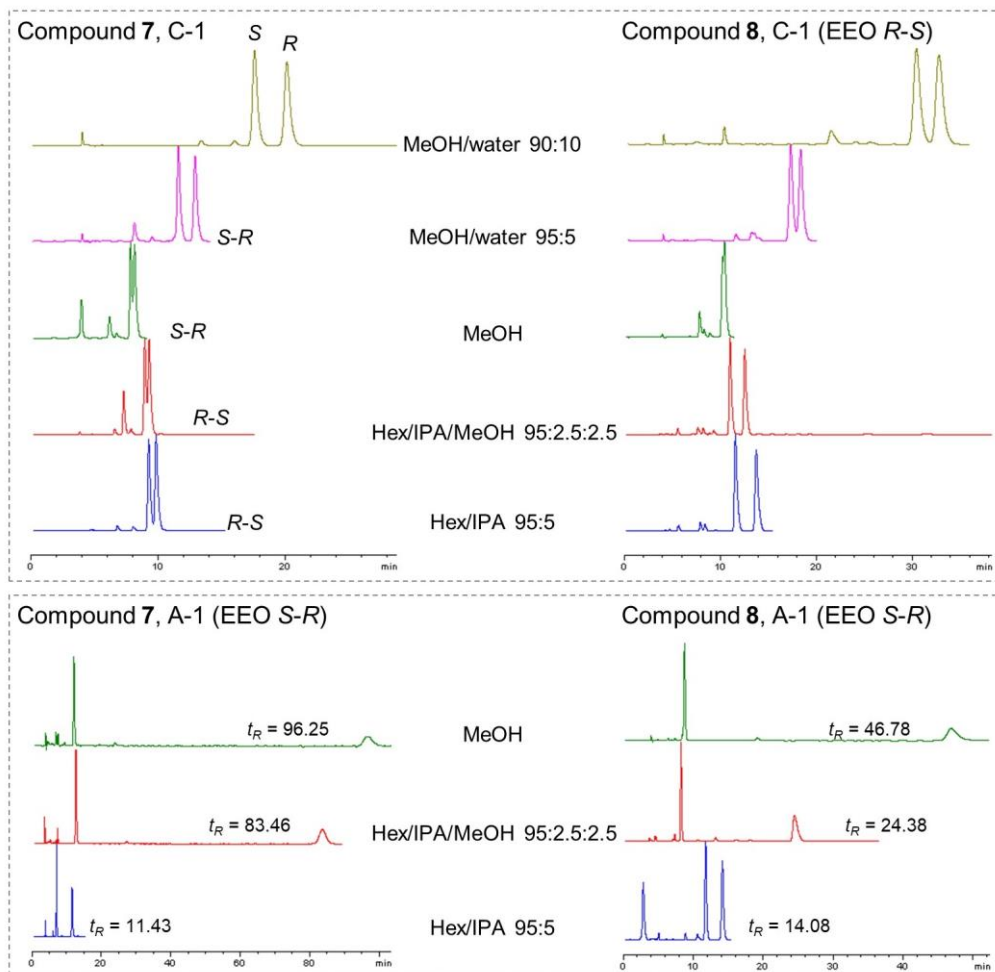 Compound 7, C-1
Compound 8, C-1 (EEO R-S)
S
R
MeOH/water 90:10
S-R
MeOH/water 95:5
S-R
MeOH
R-S
Hex/IPA/MeOH 95:2.5:2.5
R-S
Hex/IPA 95:5
0 10 20 min
0 10 20 30 min
Compound 7, A-1 (EEO S-R)
Compound 8, A-1 (EEO S-R)
tR = 96.25
MeOH
tR = 46.78
tR = 83.46
Hex/IPA/MeOH 95:2.5:2.5
tR = 24.38
tR = 11.43
Hex/IPA 95:5
tR = 14.08
0 20 40 60 80 min
0 10 20 30 40 min